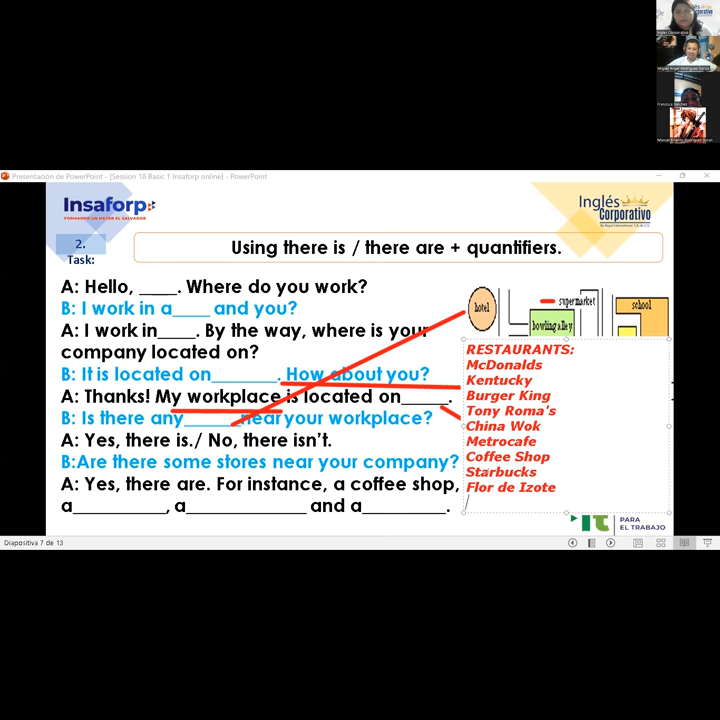 Inglés Corporativo
Presentación de PowerPoint - [Session 18 Basic 1 Insaforp online] - PowerPoint
Insaforp
FORMANDO UN MEJOR EL SALVADOR
Inglés
Corporativo
2.
Task:
Using there is / there are + quantifiers.
A: Hello, ____. Where do you work?
B: I work in a____ and you?
A: I work in____. By the way, where is your
company located on?
B: It is located on_______. How about you?
A: Thanks! My workplace is located on_____.
B: Is there any______near your workplace?
A: Yes, there is./ No, there isn't.
B:Are there some stores near your company?
A: Yes, there are. For instance, a coffee shop,
a__________, a_____________ and a_________.
hotel
supermarket
school
bowling alley
RESTAURANTS:
McDonalds
Kentucky
Burger King
Tony Roma's
China Wok
Metrocafe
Coffee Shop
Starbucks
Flor de Izote
PARA
EL TRABAJO
Diapositiva 7 de 13